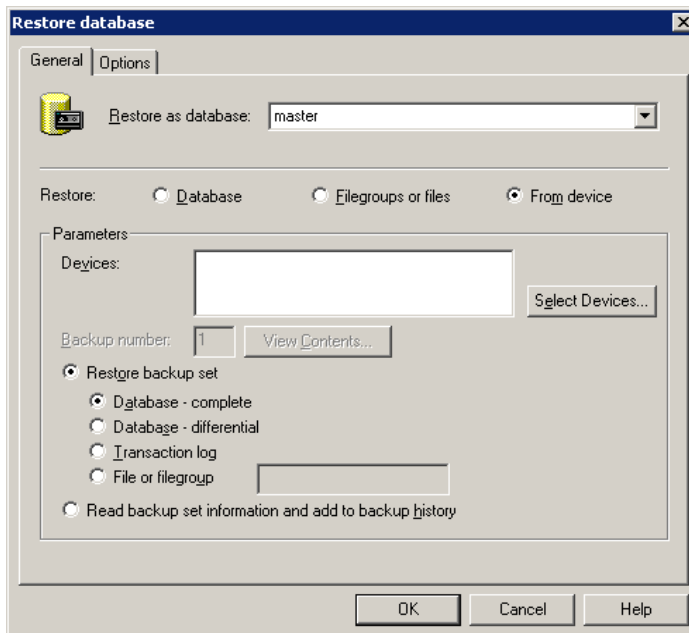 Restore database
General
Options
Restore as database: master
Restore: Database Filegroups or files From device
Parameters
Devices:
Select Devices...
Backup number: 1 View Contents...
Restore backup set
Database - complete
Database - differential
Transaction log
File or filegroup
Read backup set information and add to backup history
OK Cancel Help